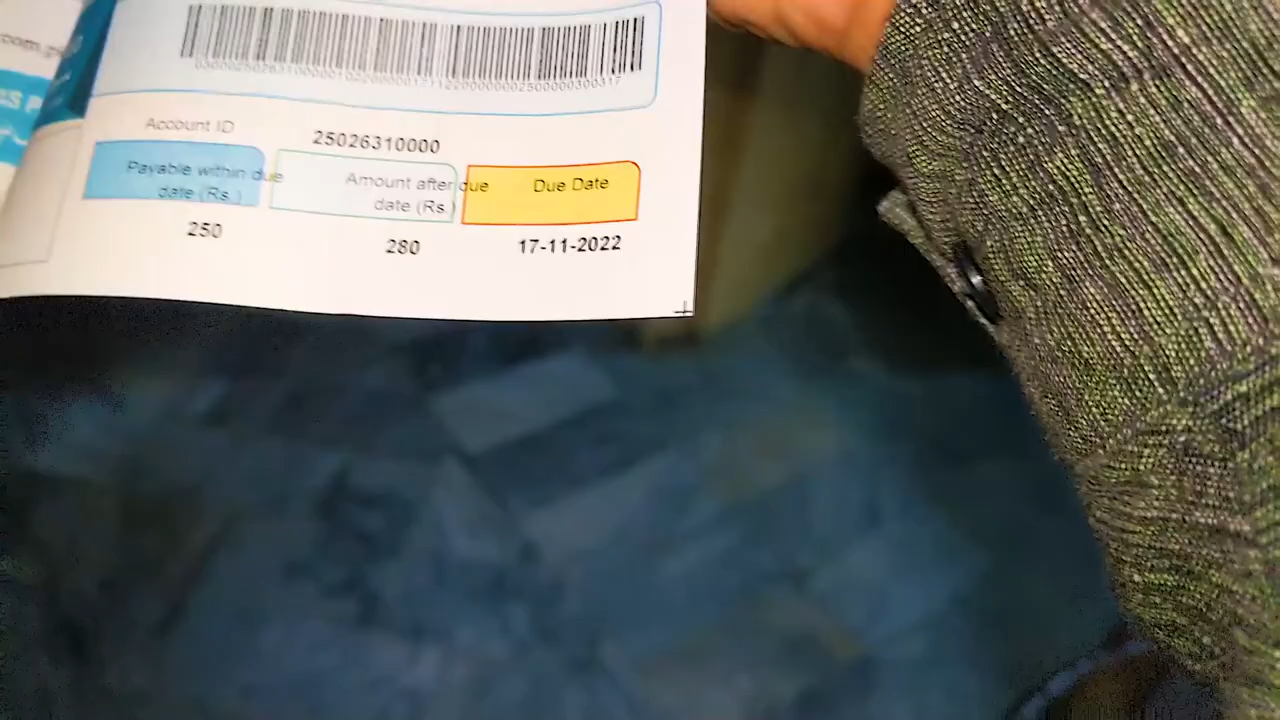 Account ID 25026310000
Payable within due date (Rs.)
Amount after due date (Rs.)
Due Date
250 280 17-11-2022